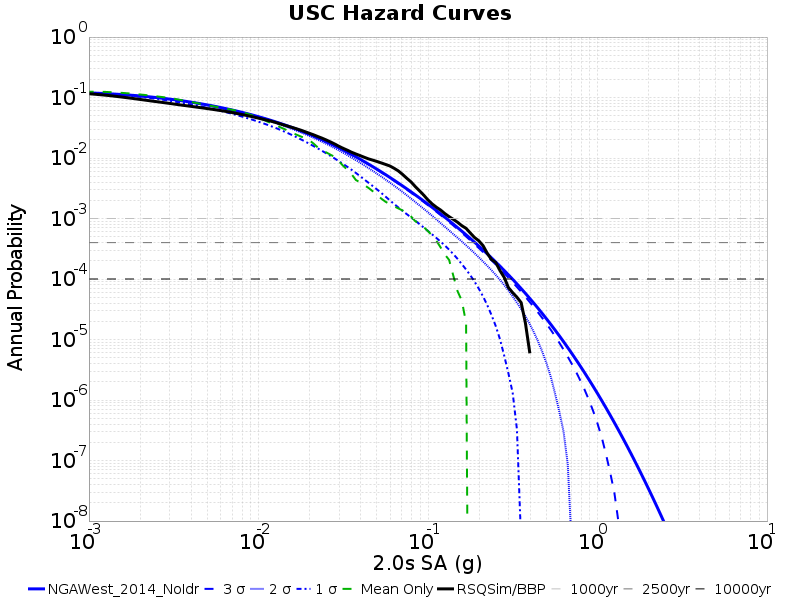 USC Hazard Curves
Annual Probability
10^0
10^-1
10^-2
10^-3
10^-4
10^-5
10^-6
10^-7
10^-8
10^-3 10^-2 10^-1 10^0 10^1
2.0s SA (g)
NGAWest_2014_NoIdr 3 σ 2 σ 1 σ Mean Only RSQSim/BBP 1000yr 2500yr 10000yr